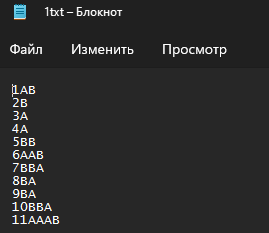 1txt – Блокнот
Файл Изменить Просмотр
1AB
2B
3A
4A
5BB
6AAB
7BBA
8BA
9BA
10BBA
11AAAB